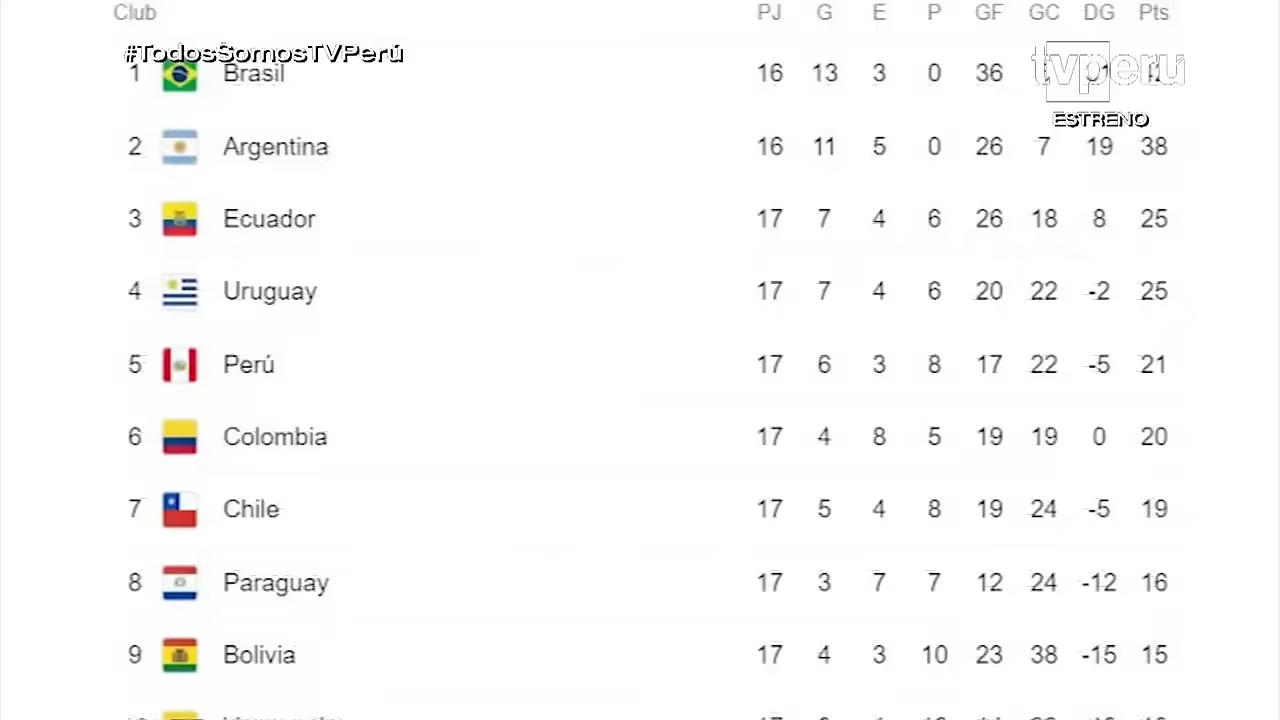 Club PJ G E P GF GC DG Pts
#TodosSomosTVPerú
tvperu
ESTRENO
1 Brasil 16 13 3 0 36
2 Argentina 16 11 5 0 26 7 19 38
3 Ecuador 17 7 4 6 26 18 8 25
4 Uruguay 17 7 4 6 20 22 -2 25
5 Perú 17 6 3 8 17 22 -5 21
6 Colombia 17 4 8 5 19 19 0 20
7 Chile 17 5 4 8 19 24 -5 19
8 Paraguay 17 3 7 7 12 24 -12 16
9 Bolivia 17 4 3 10 23 38 -15 15